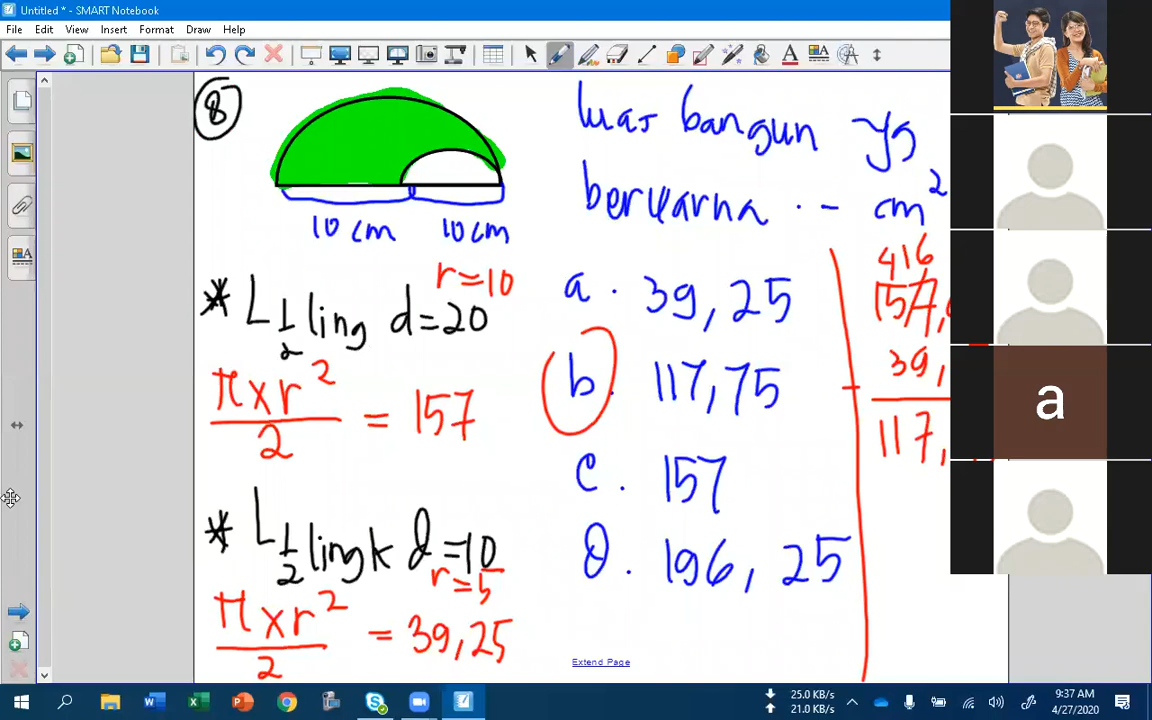 Untitled * - SMART Notebook
File Edit View Insert Format Draw Help
8
luas bangun yg
berwarna .. - cm²
10 cm 10 cm
r=10
* L 1/2 ling d=20
π x r² / 2 = 157
* L 1/2 lingk d=10
r=5
π x r² / 2 = 39,25
a. 39,25
b. 117,75
c. 157
d. 196,25
416
157,
39,
-
117,
a
Extend Page
25.0 KB/s
21.0 KB/s
9:37 AM
4/27/2020